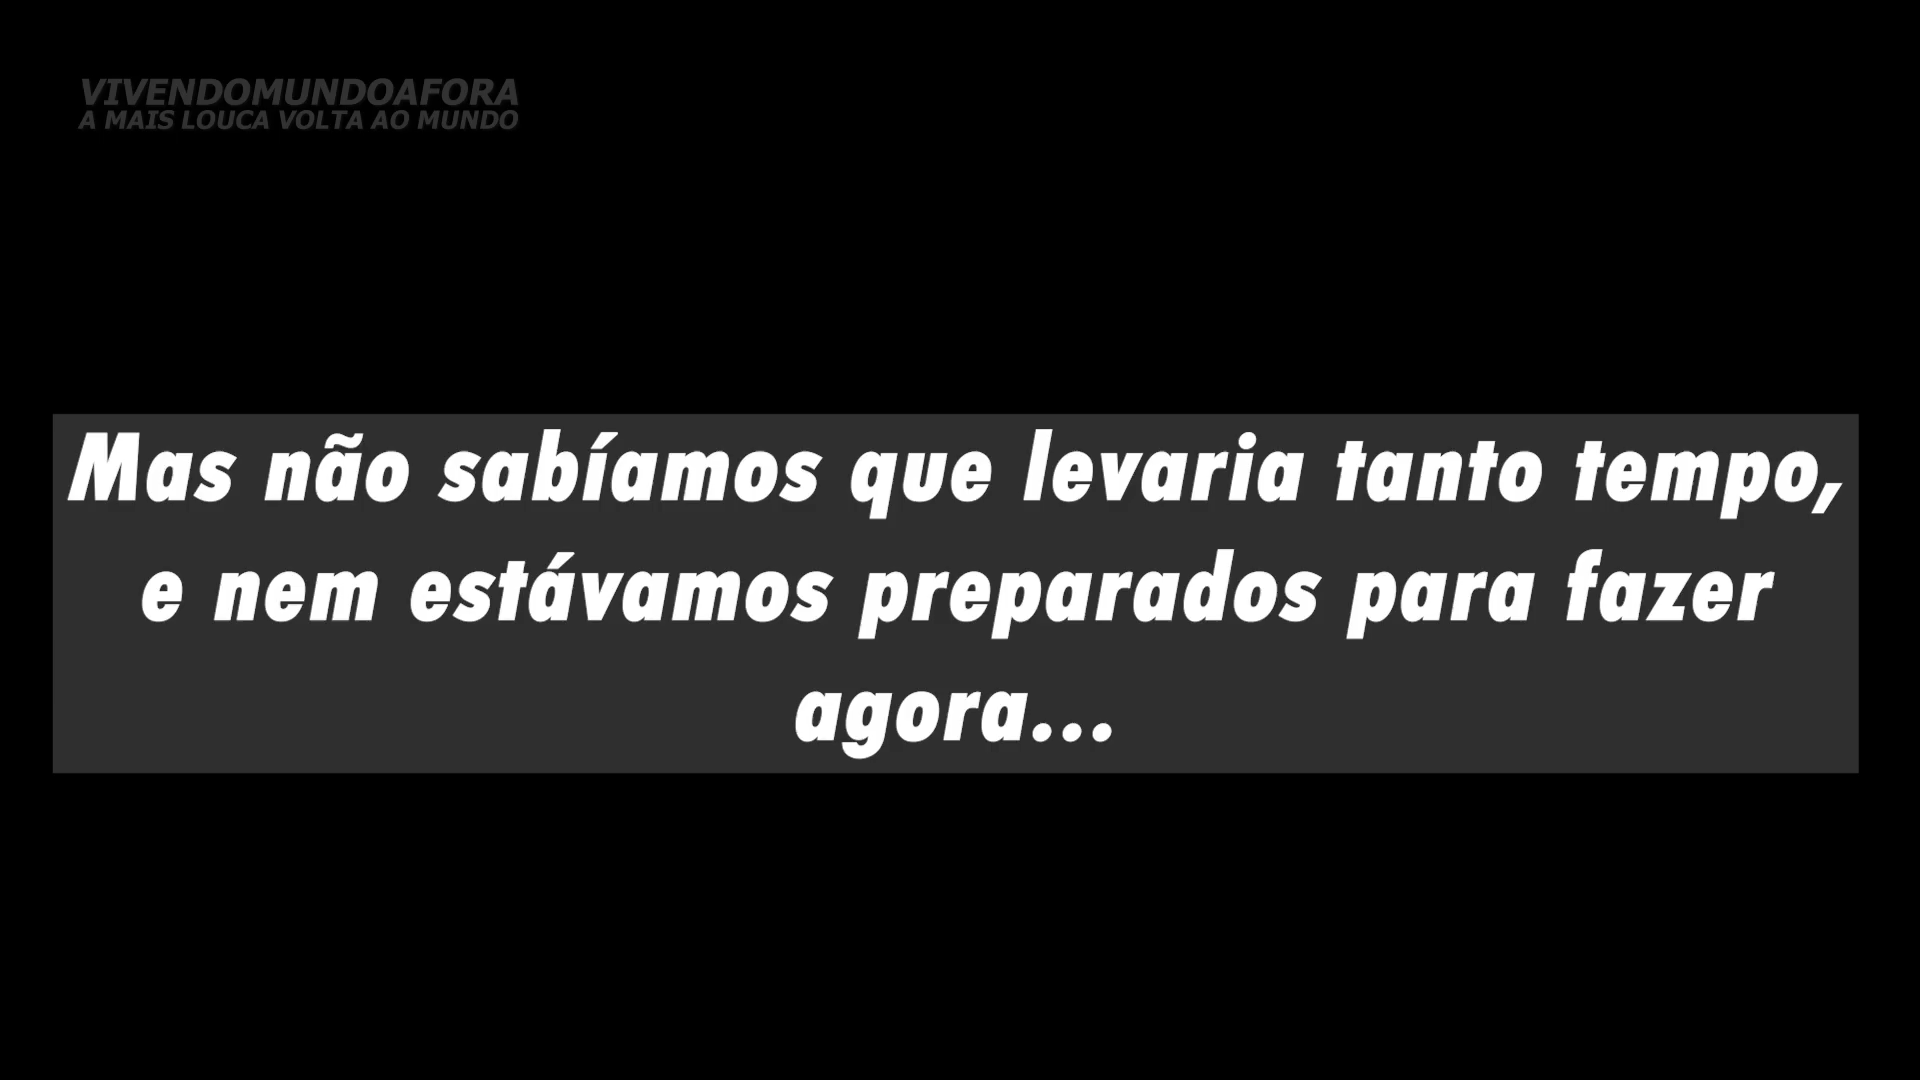 VIVENDOMUNDOAFORA
A MAIS LOUCA VOLTA AO MUNDO
Mas não sabíamos que levaria tanto tempo,
e nem estávamos preparados para fazer
agora...